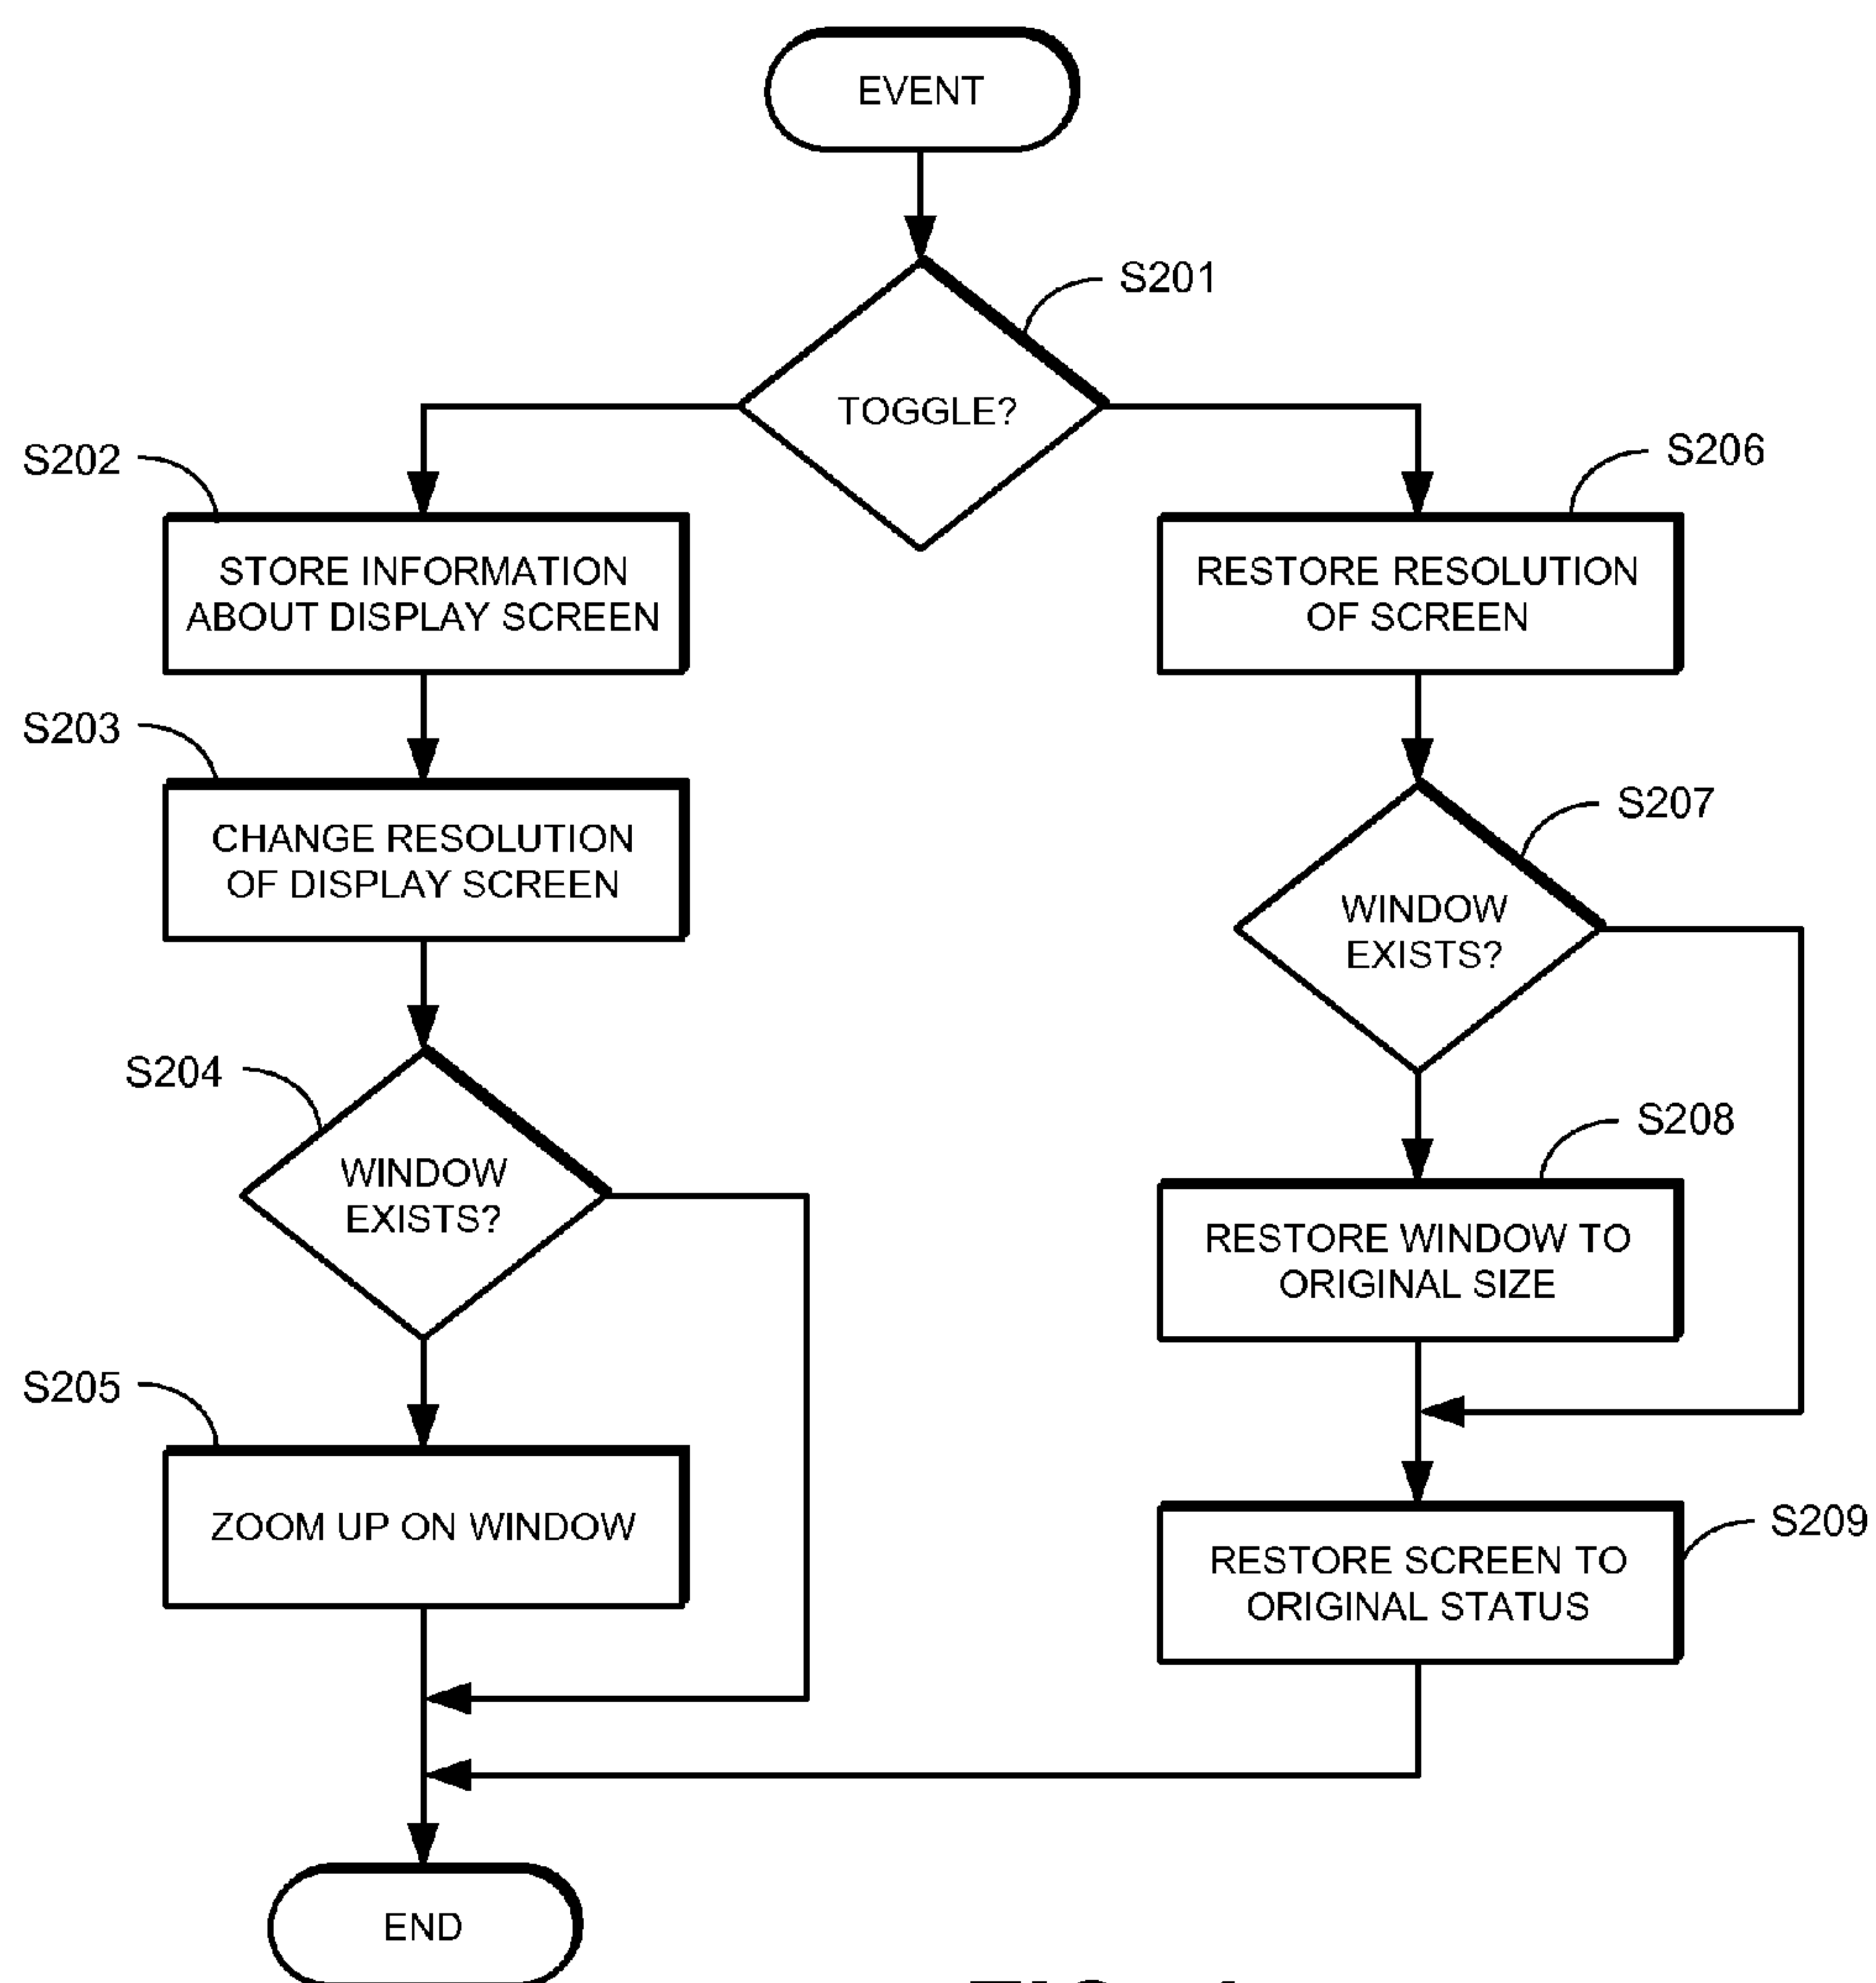 EVENT
S201
TOGGLE?
S202
STORE INFORMATION
ABOUT DISPLAY SCREEN
S206
RESTORE RESOLUTION
OF SCREEN
S203
CHANGE RESOLUTION
OF DISPLAY SCREEN
S207
WINDOW
EXISTS?
S204
WINDOW
EXISTS?
S208
RESTORE WINDOW TO
ORIGINAL SIZE
S205
ZOOM UP ON WINDOW
S209
RESTORE SCREEN TO
ORIGINAL STATUS
END